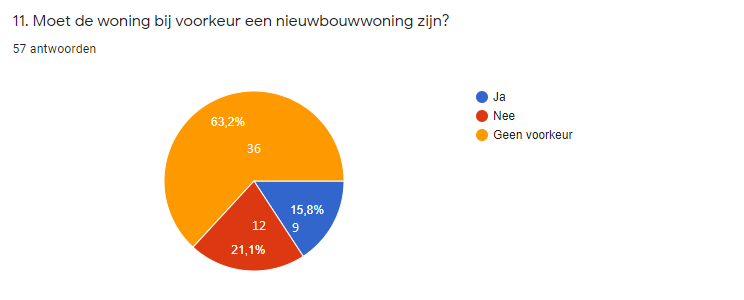 11. Moet de woning bij voorkeur een nieuwbouwwoning zijn?
57 antwoorden
Ja
Nee
Geen voorkeur
63,2%
36
15,8%
9
12
21,1%